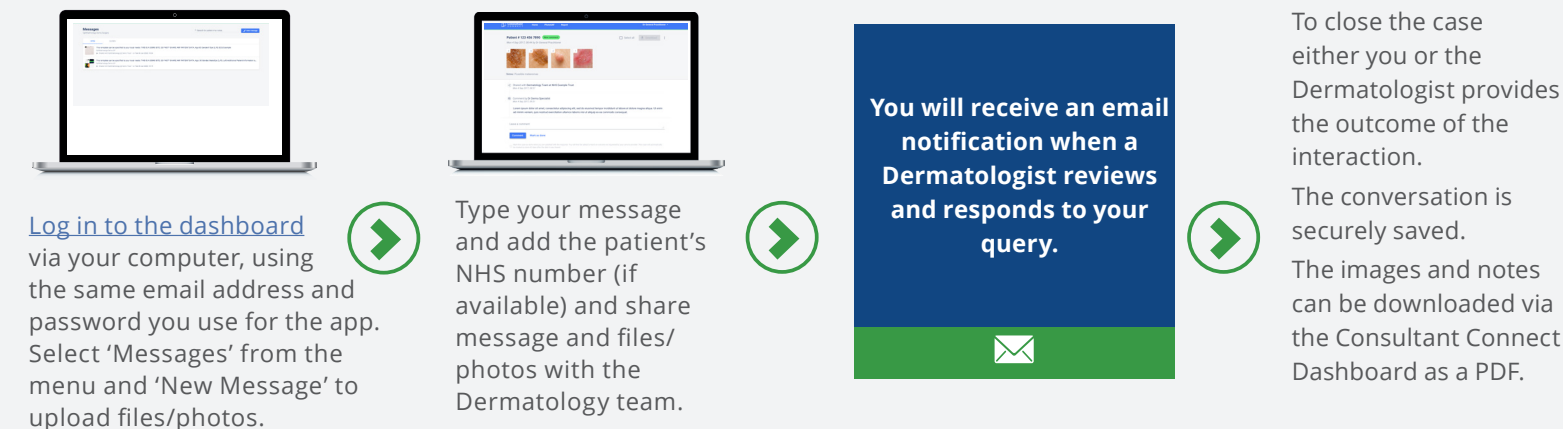 Messages
Log in to the dashboard
via your computer, using
the same email address and
password you use for the app.
Select ‘Messages’ from the
menu and ‘New Message’ to
upload files/photos.
Type your message
and add the patient’s
NHS number (if
available) and share
message and files/
photos with the
Dermatology team.
You will receive an email
notification when a
Dermatologist reviews
and responds to your
query.
To close the case
either you or the
Dermatologist provides
the outcome of the
interaction.
The conversation is
securely saved.
The images and notes
can be downloaded via
the Consultant Connect
Dashboard as a PDF.